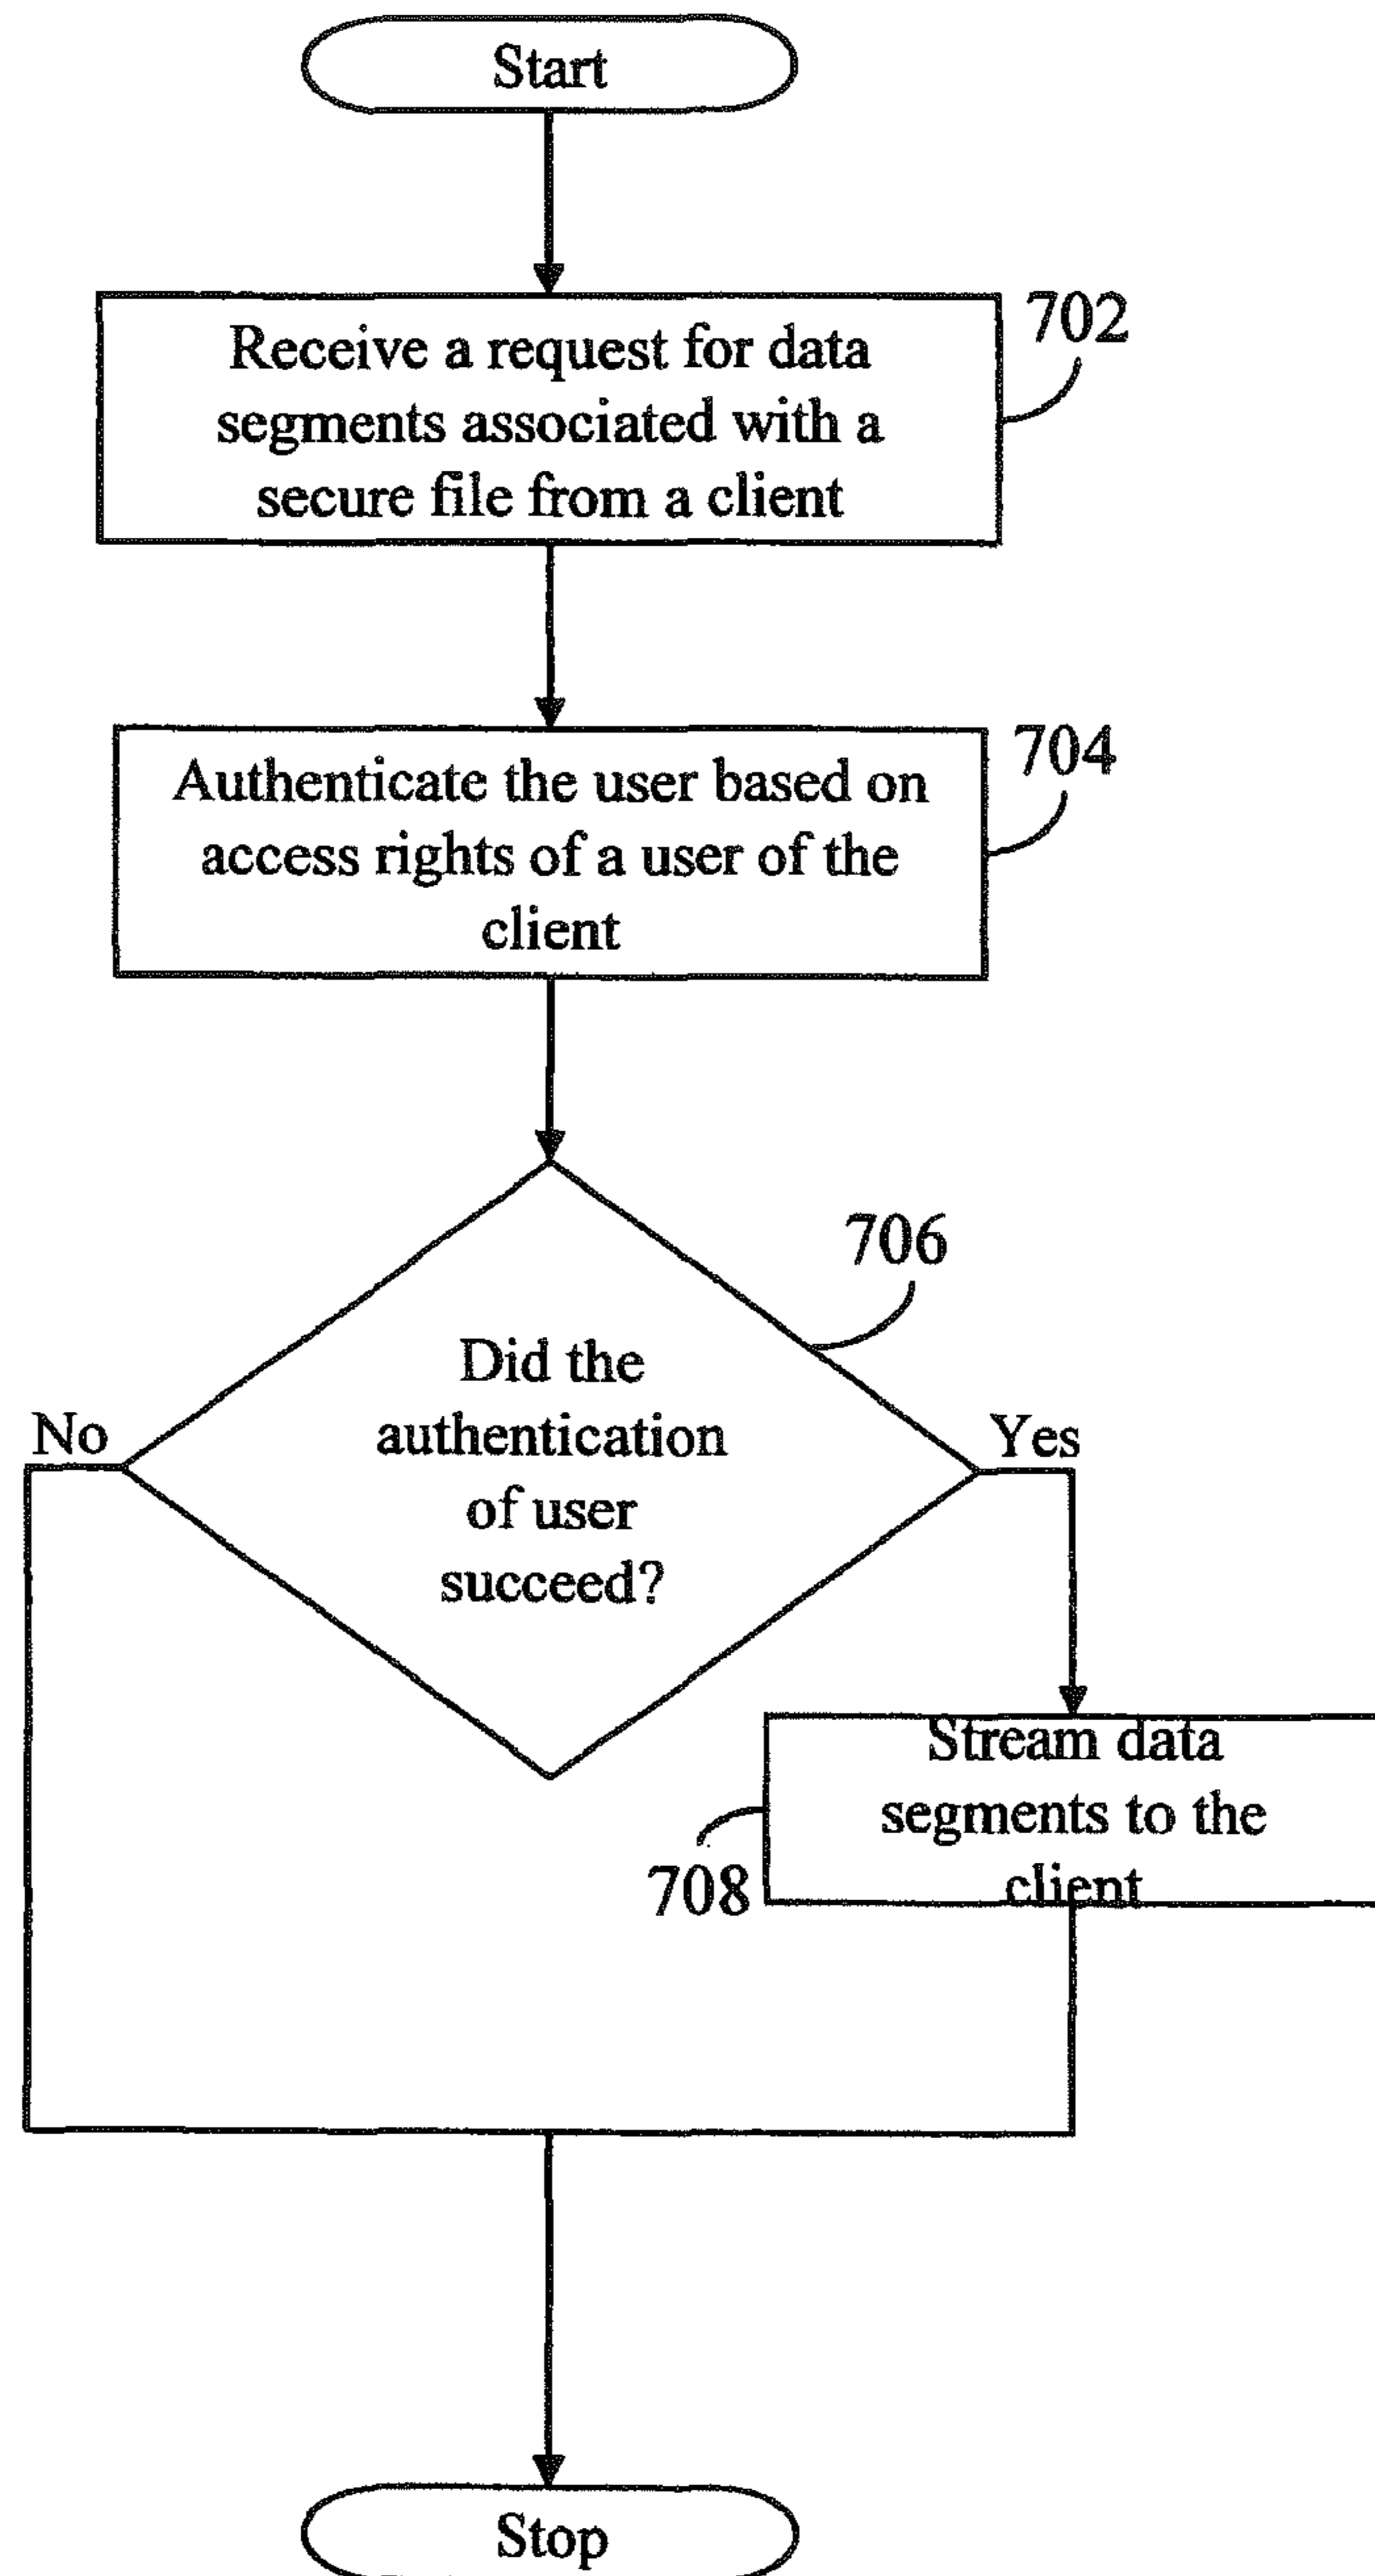 Start
Receive a request for data
segments associated with a
secure file from a client
702
Authenticate the user based on
access rights of a user of the
client
704
706
Did the
authentication
of user
succeed?
No
Yes
Stream data
segments to the
client
708
Stop